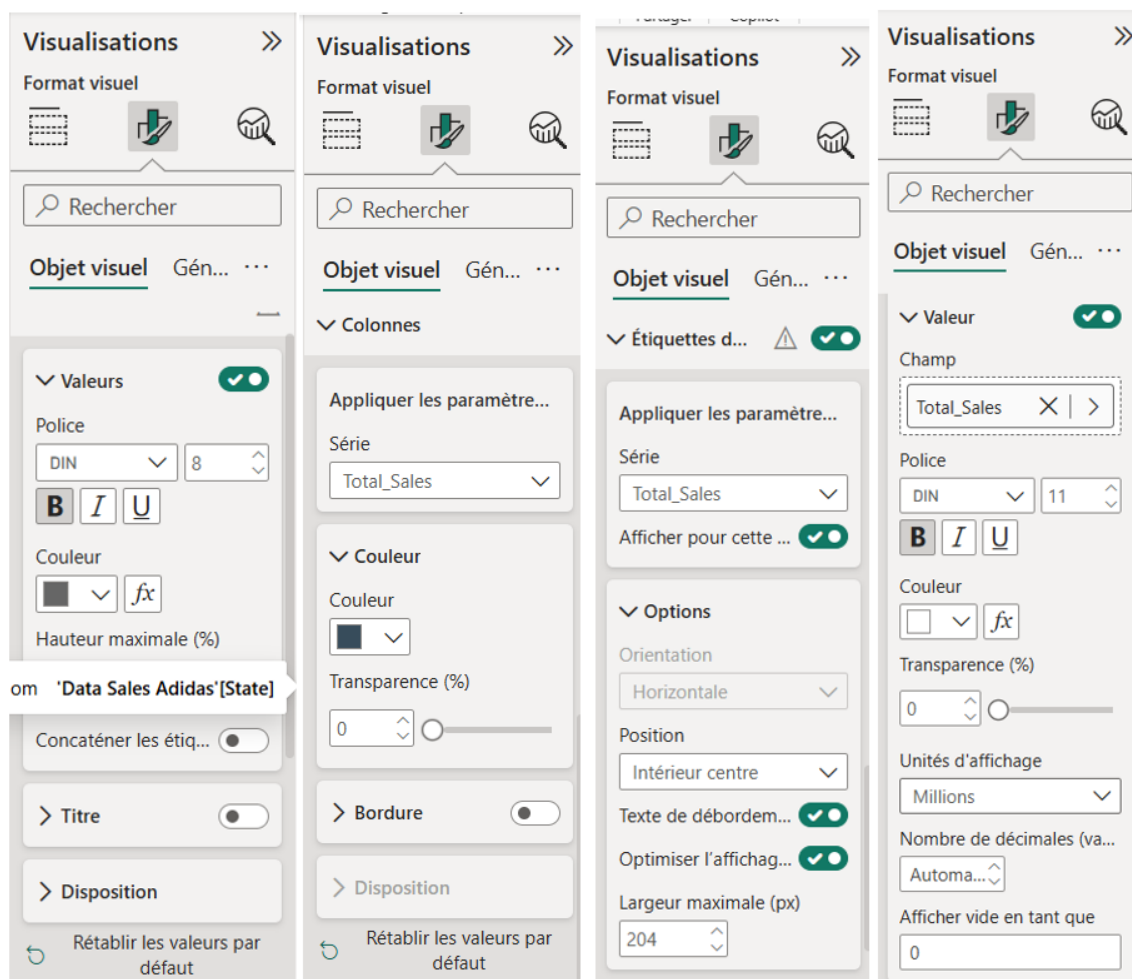 Visualisations
Format visuel
Rechercher
Objet visuel Gén... ...
Valeurs
Police
DIN 8
B I U
Couleur
fx
Hauteur maximale (%)
om 'Data Sales Adidas'[State]
Concaténer les étiq...
Titre
Disposition
Rétablir les valeurs par
défaut
Visualisations
Format visuel
Rechercher
Objet visuel Gén... ...
Colonnes
Appliquer les paramètre...
Série
Total_Sales
Couleur
Couleur
Transparence (%)
0
Bordure
Disposition
Rétablir les valeurs par
défaut
Copilot
Visualisations
Format visuel
Rechercher
Objet visuel Gén... ...
Étiquettes d...
Appliquer les paramètre...
Série
Total_Sales
Afficher pour cette ...
Options
Orientation
Horizontale
Position
Intérieur centre
Texte de débordem...
Optimiser l'affichag...
Largeur maximale (px)
204
Visualisations
Format visuel
Rechercher
Objet visuel Gén... ...
Valeur
Champ
Total_Sales
Police
DIN 11
B I U
Couleur
fx
Transparence (%)
0
Unités d'affichage
Millions
Nombre de décimales (va...
Automa...
Afficher vide en tant que
0